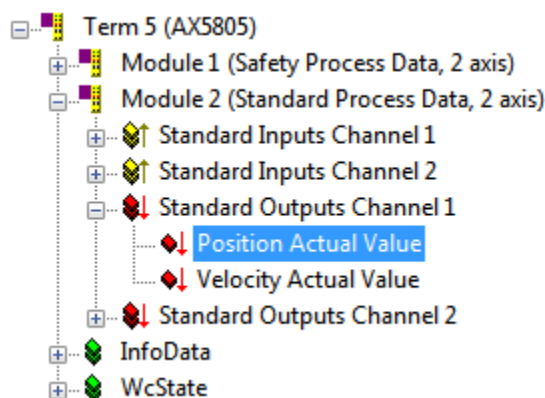 Term 5 (AX5805)
Module 1 (Safety Process Data, 2 axis)
Module 2 (Standard Process Data, 2 axis)
Standard Inputs Channel 1
Standard Inputs Channel 2
Standard Outputs Channel 1
Position Actual Value
Velocity Actual Value
Standard Outputs Channel 2
InfoData
WcState